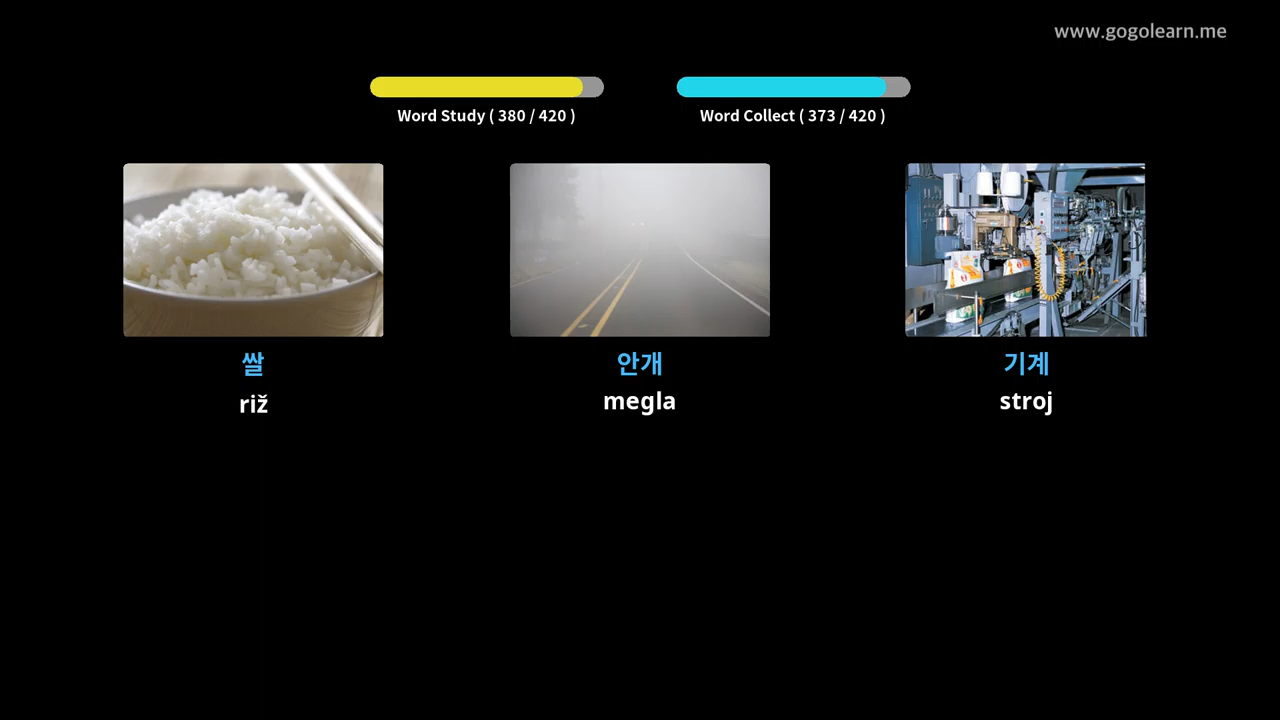 www.gogolearn.me
Word Study ( 380 / 420 )
Word Collect ( 373 / 420 )
쌀
안개
기계
riž
megla
stroj